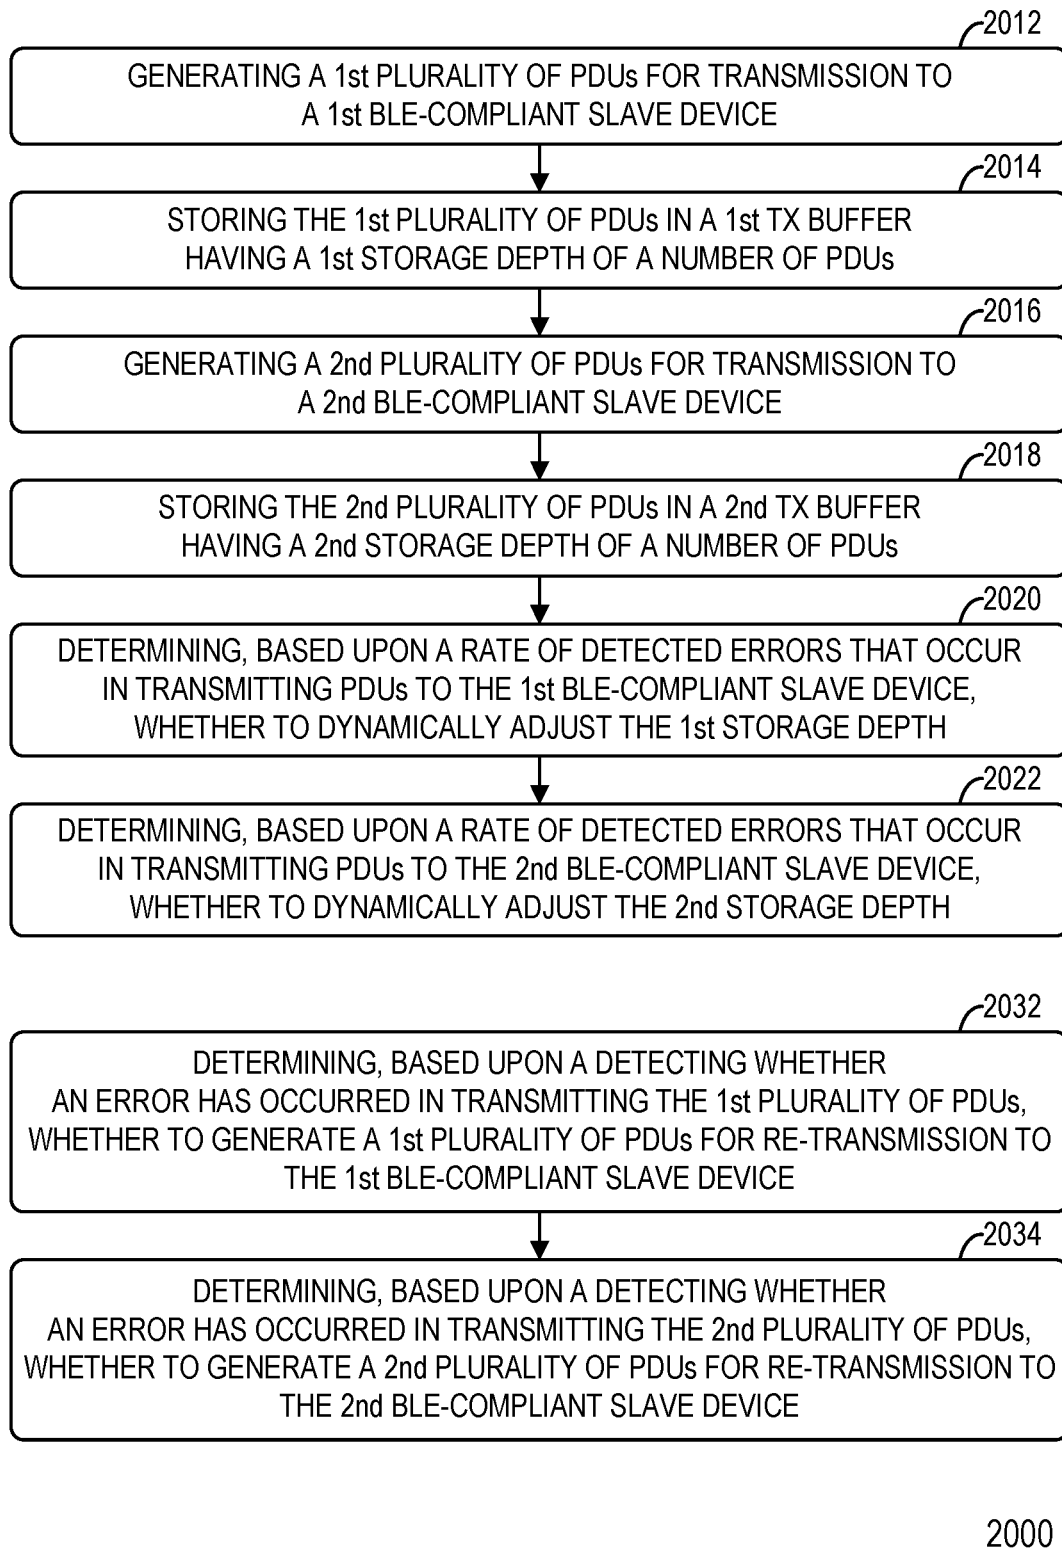 2012
GENERATING A 1st PLURALITY OF PDUs FOR TRANSMISSION TO
A 1st BLE-COMPLIANT SLAVE DEVICE
2014
STORING THE 1st PLURALITY OF PDUs IN A 1st TX BUFFER
HAVING A 1st STORAGE DEPTH OF A NUMBER OF PDUs
2016
GENERATING A 2nd PLURALITY OF PDUs FOR TRANSMISSION TO
A 2nd BLE-COMPLIANT SLAVE DEVICE
2018
STORING THE 2nd PLURALITY OF PDUs IN A 2nd TX BUFFER
HAVING A 2nd STORAGE DEPTH OF A NUMBER OF PDUs
2020
DETERMINING, BASED UPON A RATE OF DETECTED ERRORS THAT OCCUR
IN TRANSMITTING PDUs TO THE 1st BLE-COMPLIANT SLAVE DEVICE,
WHETHER TO DYNAMICALLY ADJUST THE 1st STORAGE DEPTH
2022
DETERMINING, BASED UPON A RATE OF DETECTED ERRORS THAT OCCUR
IN TRANSMITTING PDUs TO THE 2nd BLE-COMPLIANT SLAVE DEVICE,
WHETHER TO DYNAMICALLY ADJUST THE 2nd STORAGE DEPTH
2032
DETERMINING, BASED UPON A DETECTING WHETHER
AN ERROR HAS OCCURRED IN TRANSMITTING THE 1st PLURALITY OF PDUs,
WHETHER TO GENERATE A 1st PLURALITY OF PDUs FOR RE-TRANSMISSION TO
THE 1st BLE-COMPLIANT SLAVE DEVICE
2034
DETERMINING, BASED UPON A DETECTING WHETHER
AN ERROR HAS OCCURRED IN TRANSMITTING THE 2nd PLURALITY OF PDUs,
WHETHER TO GENERATE A 2nd PLURALITY OF PDUs FOR RE-TRANSMISSION TO
THE 2nd BLE-COMPLIANT SLAVE DEVICE
2000